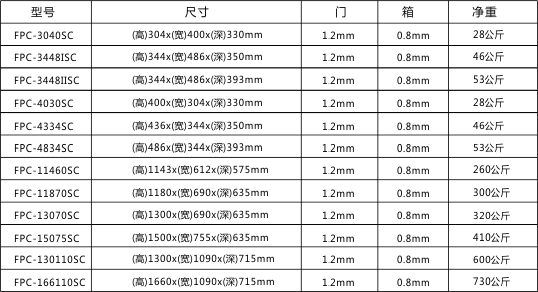 型号 尺寸 门 箱 净重
FPC-3040SC (高)304x(宽)400x(深)330mm 1.2mm 0.8mm 28公斤
FPC-3448ISC (高)344x(宽)486x(深)350mm 1.2mm 0.8mm 46公斤
FPC-3448IISC (高)344x(宽)486x(深)393mm 1.2mm 0.8mm 53公斤
FPC-4030SC (高)400x(宽)304x(深)330mm 1.2mm 0.8mm 28公斤
FPC-4334SC (高)436x(宽)344x(深)350mm 1.2mm 0.8mm 46公斤
FPC-4834SC (高)486x(宽)344x(深)393mm 1.2mm 0.8mm 53公斤
FPC-11460SC (高)1143x(宽)612x(深)575mm 1.2mm 0.8mm 260公斤
FPC-11870SC (高)1180x(宽)690x(深)635mm 1.2mm 0.8mm 300公斤
FPC-13070SC (高)1300x(宽)690x(深)635mm 1.2mm 0.8mm 320公斤
FPC-15075SC (高)1500x(宽)755x(深)635mm 1.2mm 0.8mm 410公斤
FPC-130110SC (高)1300x(宽)1090x(深)715mm 1.2mm 0.8mm 600公斤
FPC-166110SC (高)1660x(宽)1090x(深)715mm 1.2mm 0.8mm 730公斤